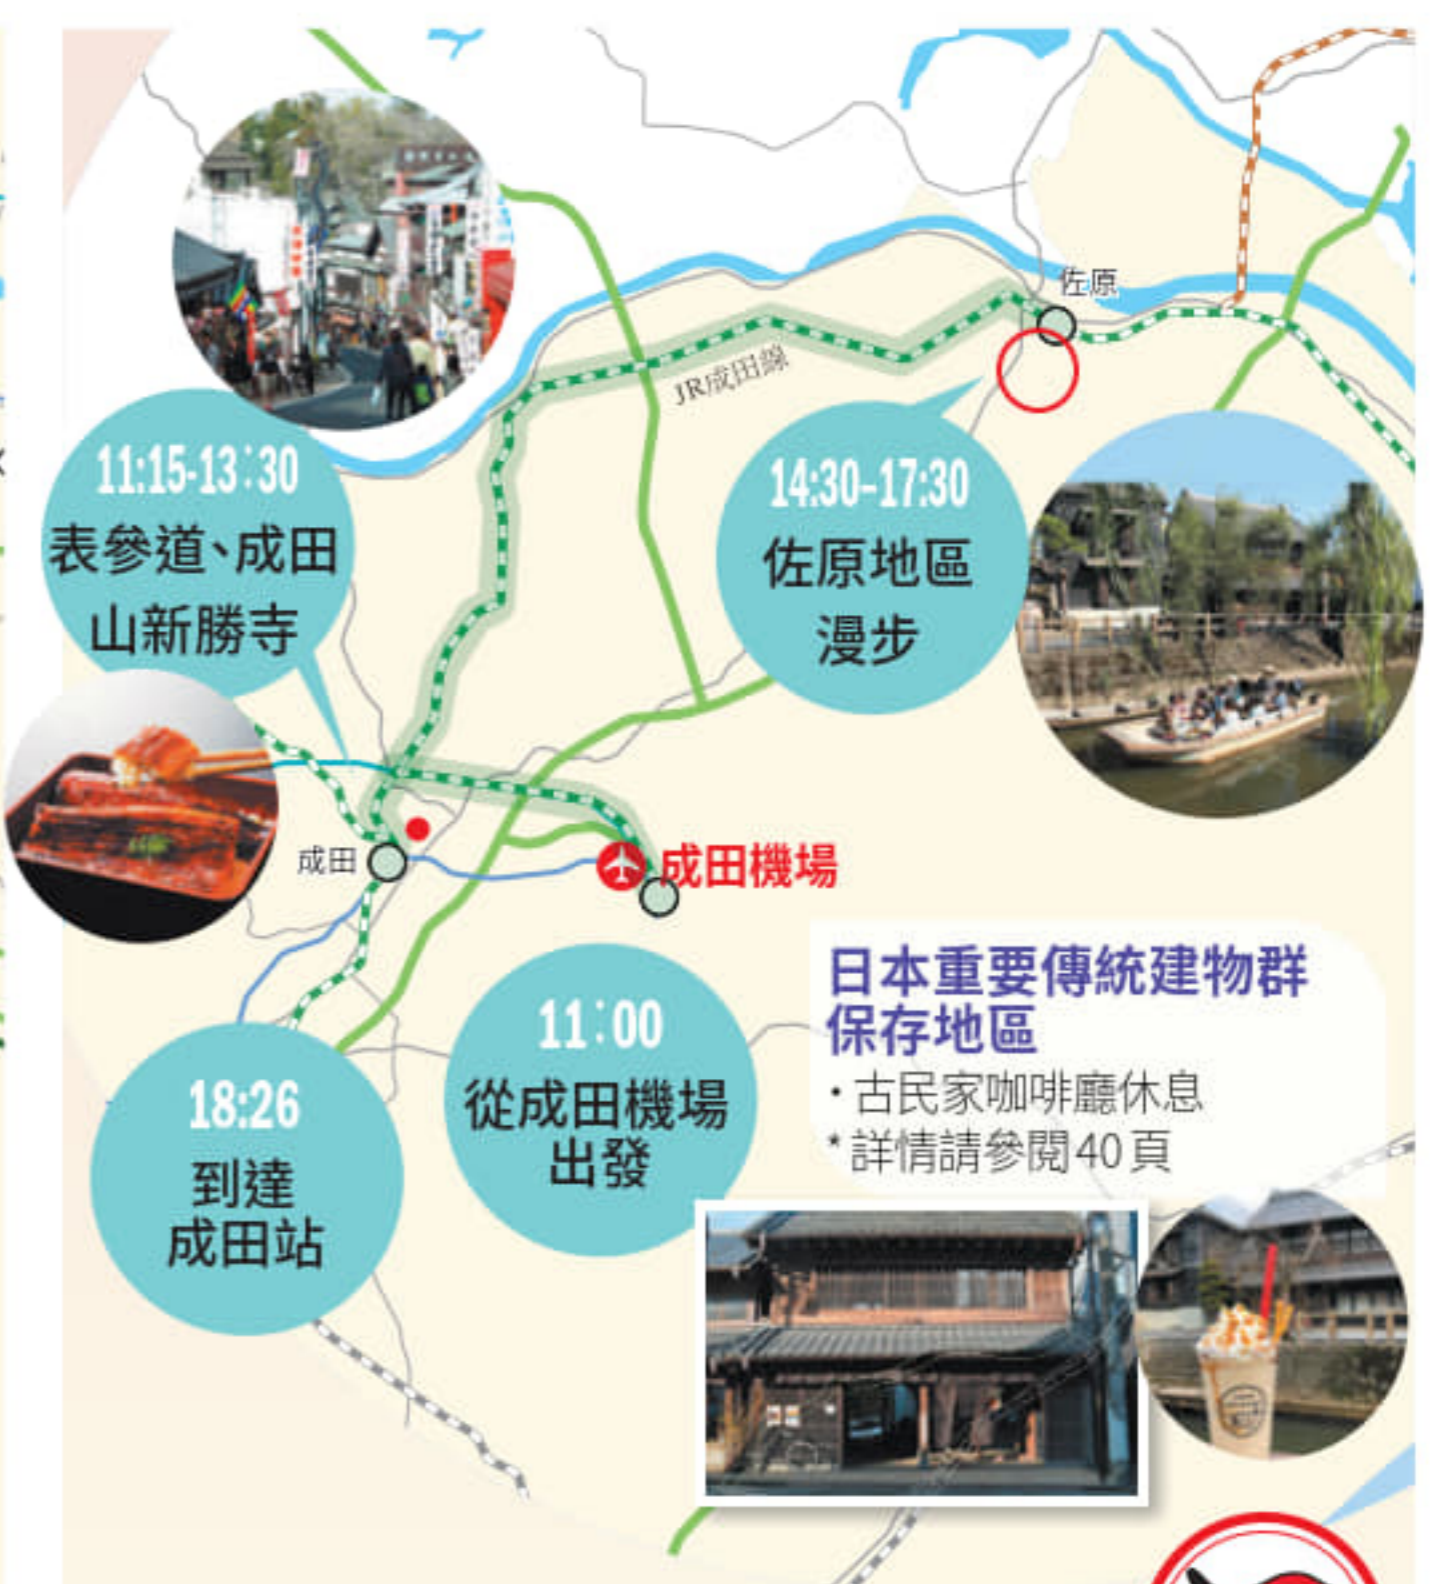 佐原
JR成田線
11:15-13:30
表參道、成田
山新勝寺
14:30-17:30
佐原地區
漫步
成田
成田機場
11:00
從成田機場
出發
18:26
到達
成田站
日本重要傳統建物群
保存地區
・古民家咖啡廳休息
*詳情請參閱40頁